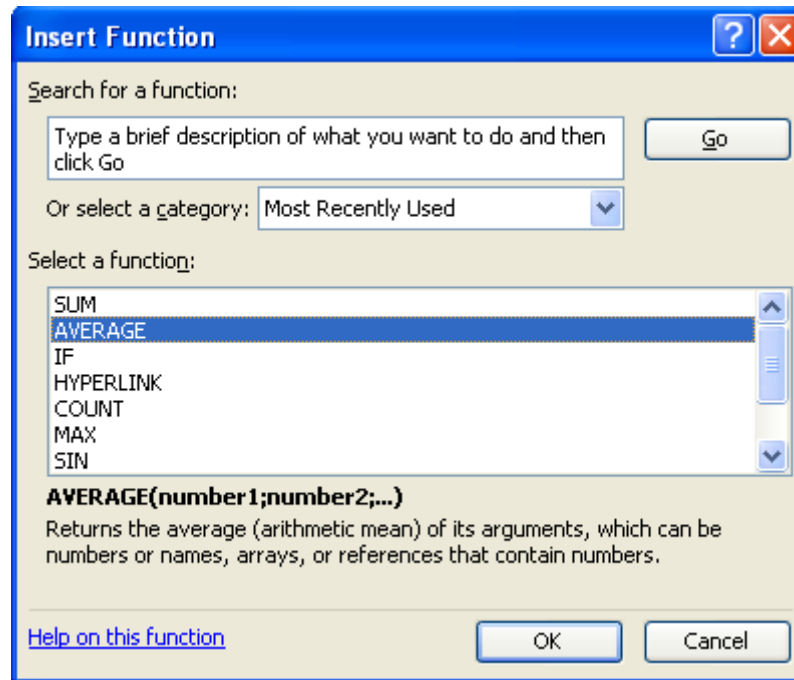 Insert Function
Search for a function:
Type a brief description of what you want to do and then
click Go
Go
Or select a category: Most Recently Used
Select a function:
SUM
AVERAGE
IF
HYPERLINK
COUNT
MAX
SIN
AVERAGE(number1;number2;...)
Returns the average (arithmetic mean) of its arguments, which can be
numbers or names, arrays, or references that contain numbers.
Help on this function
OK
Cancel